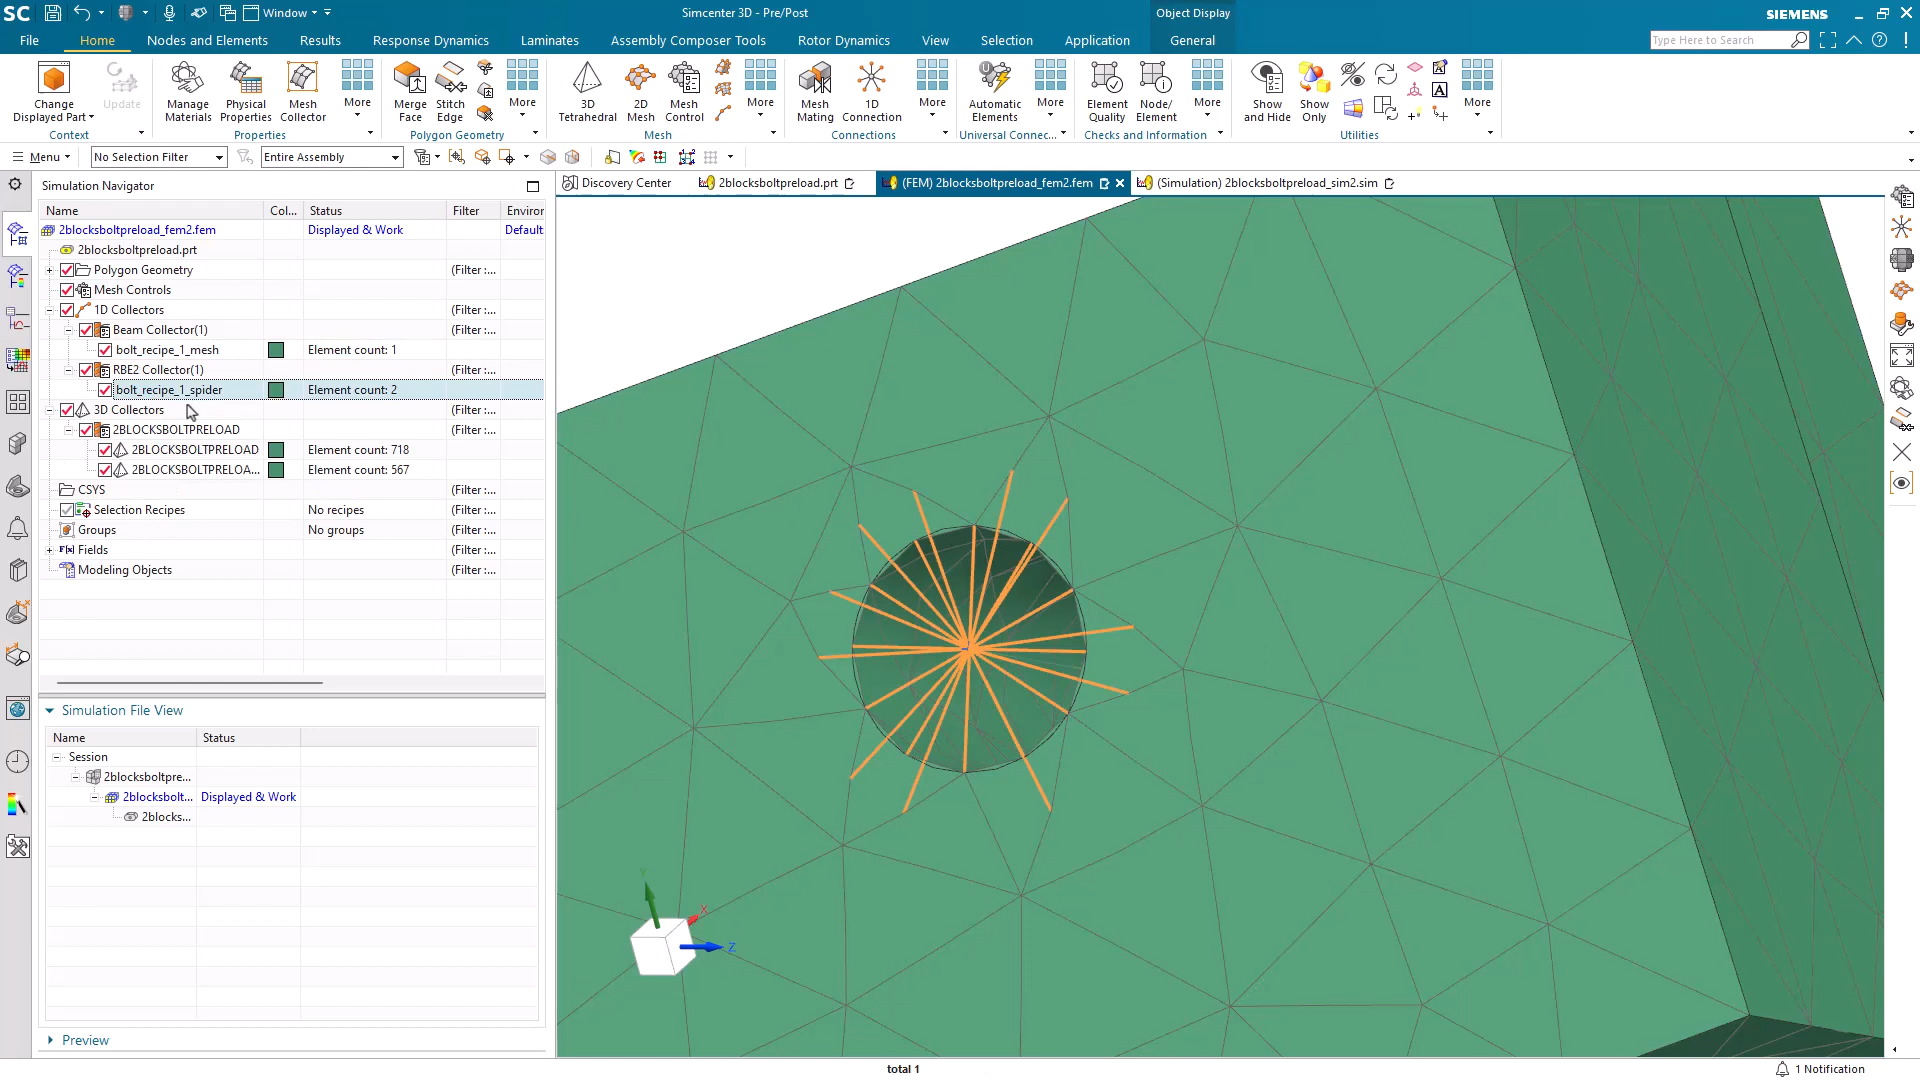 SC Window Simcenter 3D - Pre/Post Object Display SIEMENS
File Home Nodes and Elements Results Response Dynamics Laminates Assembly Composer Tools Rotor Dynamics View Selection Application General Type Here to Search
Change Displayed Part
Update
Context
Manage Materials
Physical Properties
Mesh Collector
More
Properties
Merge Face
Stitch Edge
More
Polygon Geometry
3D Tetrahedral
2D Mesh
Mesh Control
More
Mesh
Mesh Mating
1D Connection
More
Connections
Automatic Elements
More
Universal Connec...
Element Quality
Node/ Element
More
Checks and Information
Show and Hide
Show Only
More
Utilities
Menu No Selection Filter Entire Assembly
Simulation Navigator
Discovery Center 2blocksboltpreload.prt (FEM) 2blocksboltpreload_fem2.fem (Simulation) 2blocksboltpreload_sim2.sim
Name Col... Status Filter Enviror
2blocksboltpreload_fem2.fem Displayed & Work Default
2blocksboltpreload.prt
Polygon Geometry (Filter :...
Mesh Controls
1D Collectors (Filter :...
Beam Collector(1) (Filter :...
bolt_recipe_1_mesh Element count: 1
RBE2 Collector(1) (Filter :...
bolt_recipe_1_spider Element count: 2
3D Collectors (Filter :...
2BLOCKSBOLTPRELOAD (Filter :...
2BLOCKSBOLTPRELOAD Element count: 718
2BLOCKSBOLTPRELOA... Element count: 567
CSYS (Filter :...
Selection Recipes No recipes
Groups No groups
Fields (Filter :...
Modeling Objects (Filter :...
Simulation File View
Name Status
Session
2blocksboltpre...
2blocksbolt... Displayed & Work
2blocks...
Preview
Y
X
Z
total 1
1 Notification